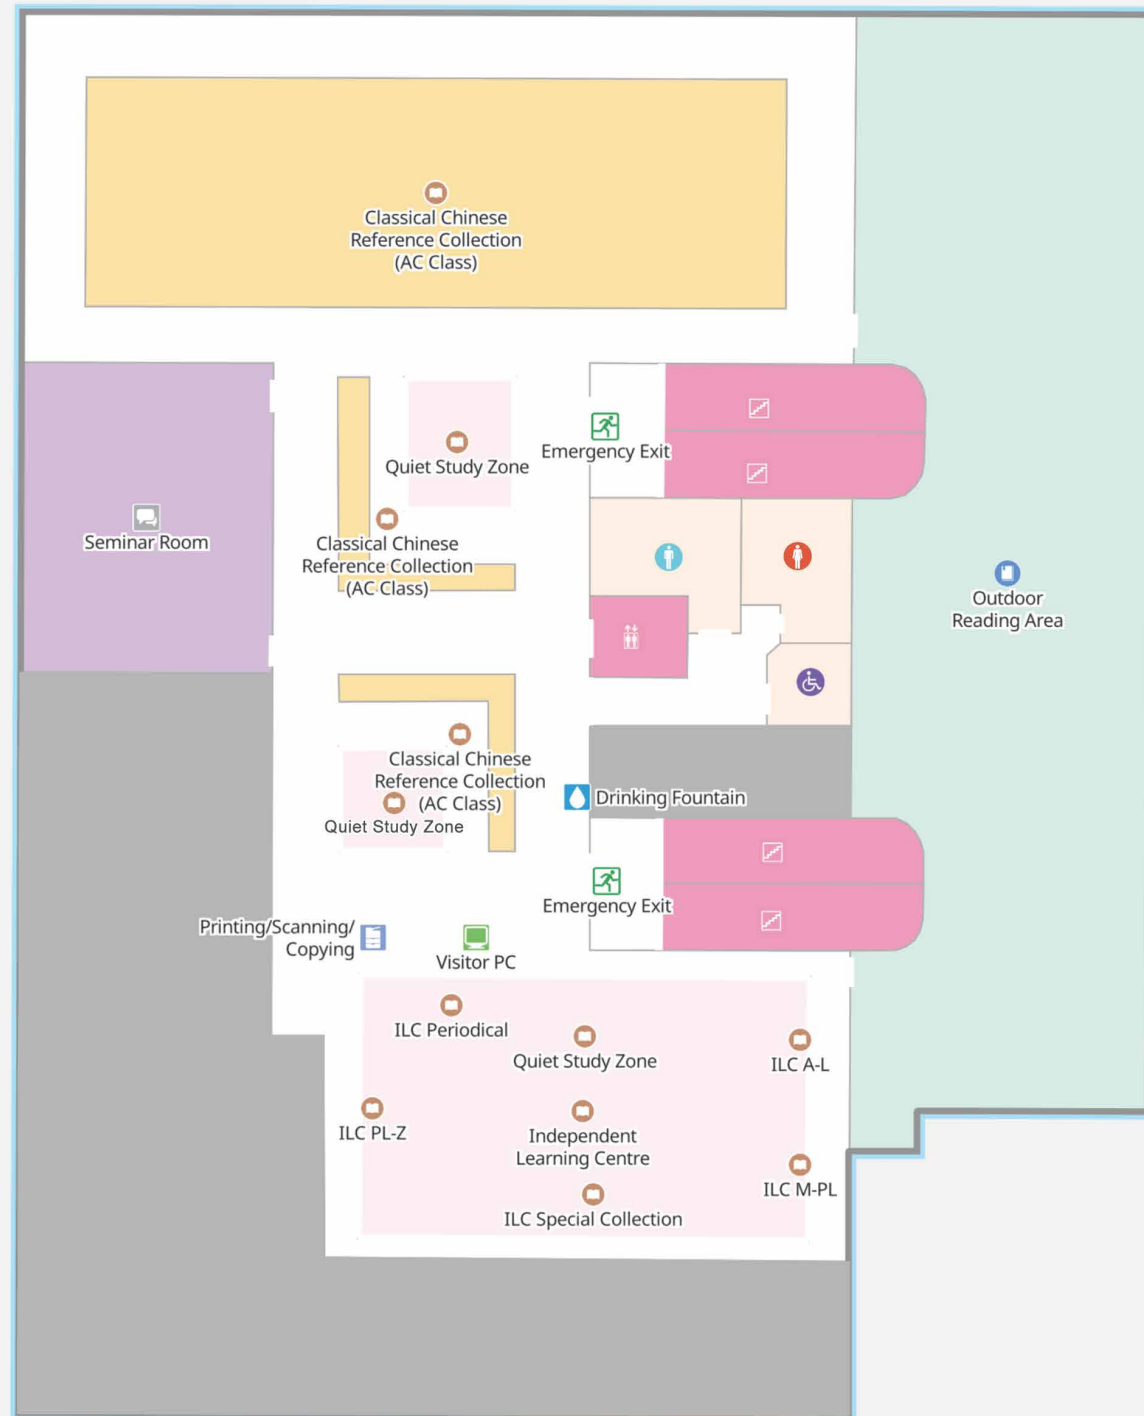 Classical Chinese
Reference Collection
(AC Class)
Quiet Study Zone
Emergency Exit
Seminar Room
Classical Chinese
Reference Collection
(AC Class)
Outdoor
Reading Area
Classical Chinese
Reference Collection
(AC Class)
Quiet Study Zone
Drinking Fountain
Emergency Exit
Printing/Scanning/
Copying
Visitor PC
ILC Periodical
Quiet Study Zone
ILC A-L
ILC PL-Z
Independent
Learning Centre
ILC M-PL
ILC Special Collection